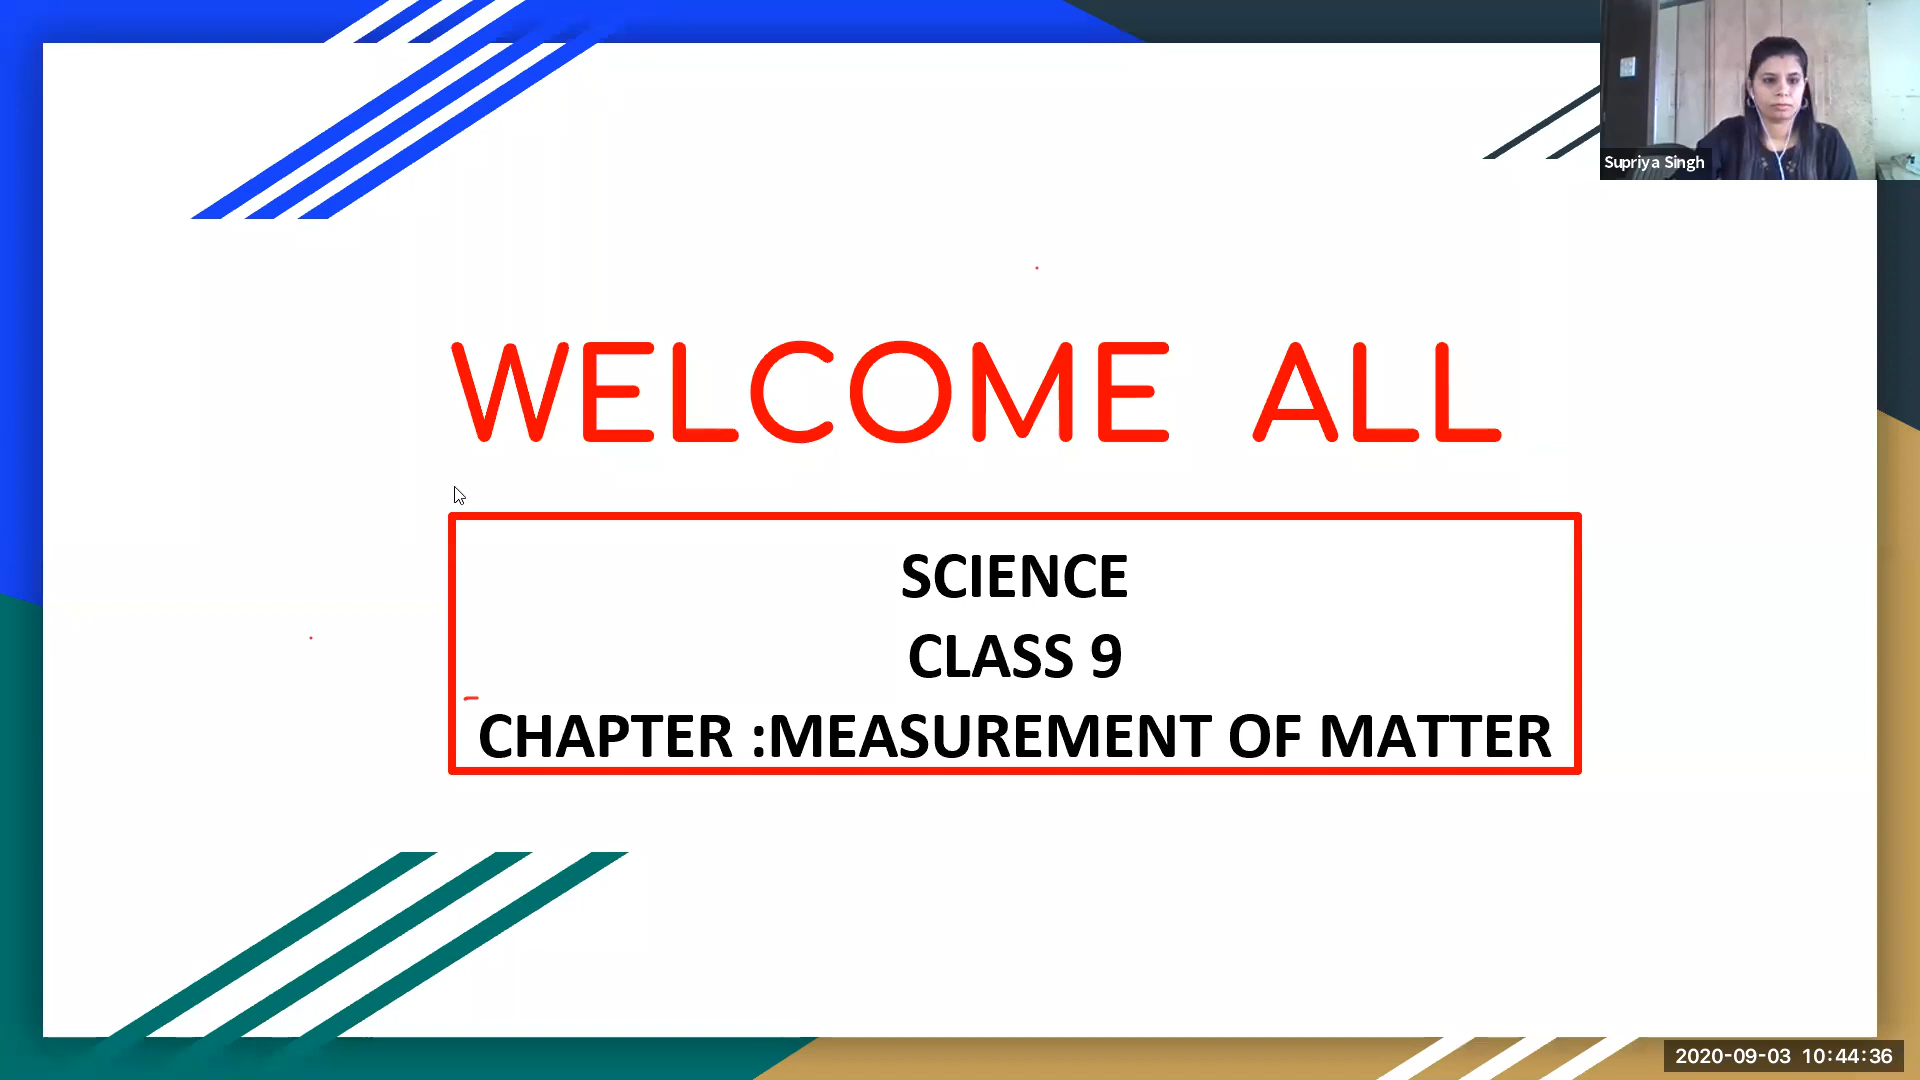 Supriya Singh
WELCOME ALL
SCIENCE
CLASS 9
CHAPTER :MEASUREMENT OF MATTER
2020-09-03 10:44:36